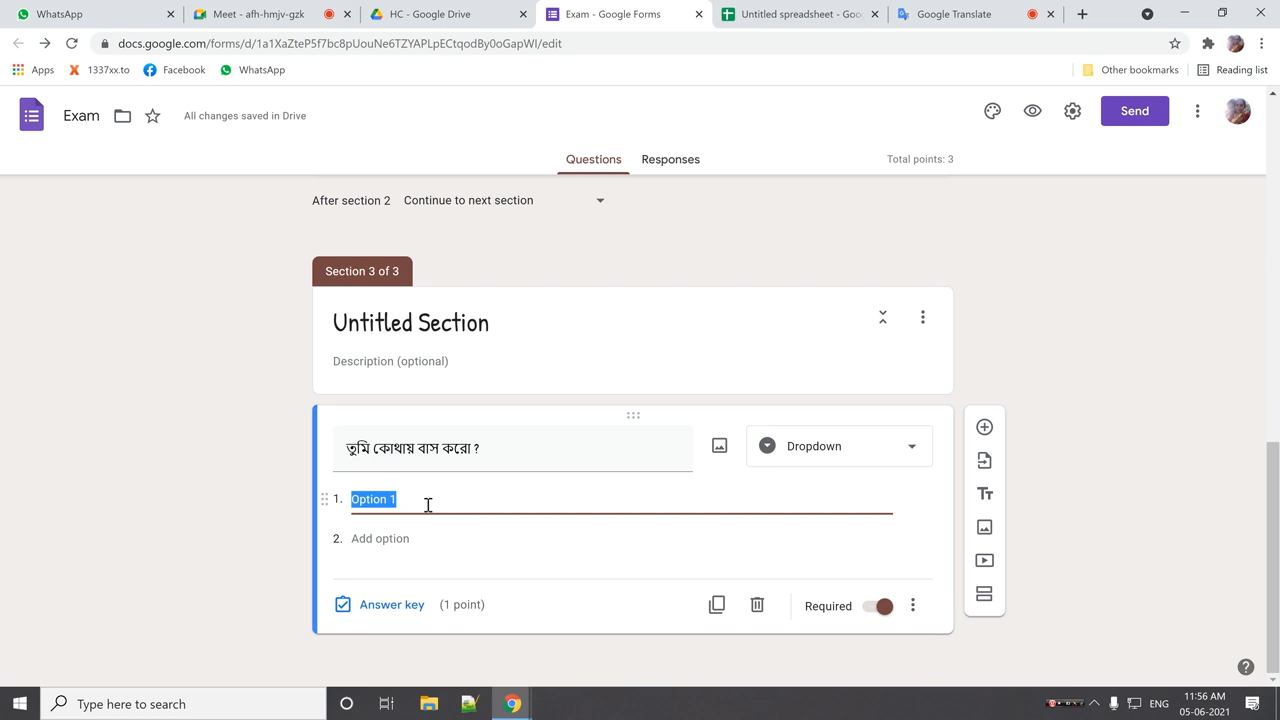 WhatsApp
Meet - afh-hmjv-gzk
HC - Google Drive
Exam - Google Forms
Untitled spreadsheet - Goo
Google Translate
docs.google.com/forms/d/1a1XaZteP5f7bc8pUouNe6TZYAPLpECtqodBy0oGapWI/edit
Apps
1337xx.to
Facebook
WhatsApp
Other bookmarks
Reading list
Exam
All changes saved in Drive
Send
Questions
Responses
Total points: 3
After section 2
Continue to next section
Section 3 of 3
Untitled Section
Description (optional)
তুমি কোথায় বাস করো ?
Dropdown
1. Option 1
2. Add option
Answer key
(1 point)
Required
Type here to search
ENG
11:56 AM
05-06-2021